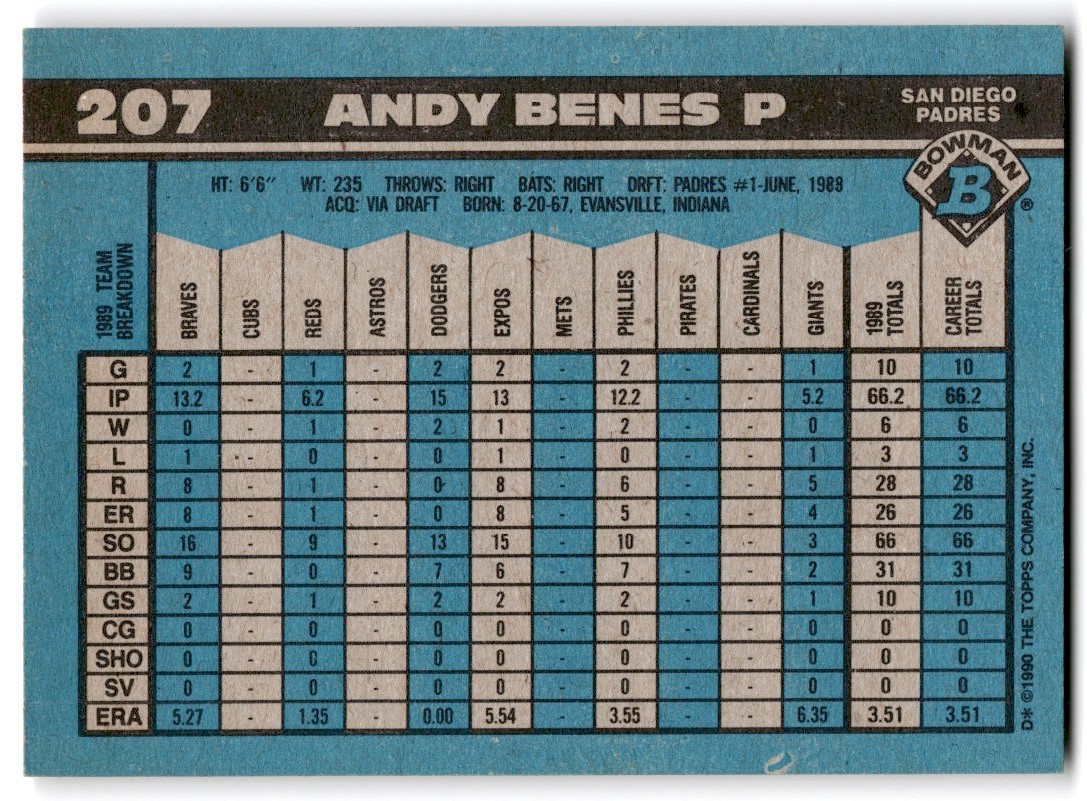 207 ANDY BENES P SAN DIEGO PADRES
BOWMAN
B
®
HT: 6'6" WT: 235 THROWS: RIGHT BATS: RIGHT DRFT: PADRES #1-JUNE, 1988
ACQ: VIA DRAFT BORN: 8-20-67, EVANSVILLE, INDIANA
1989 TEAM BREAKDOWN BRAVES CUBS REDS ASTROS DODGERS EXPOS METS PHILLIES PIRATES CARDINALS GIANTS 1989 TOTALS CAREER TOTALS
G 2 - 1 - 2 2 - 2 - - 1 10 10
IP 13.2 - 6.2 - 15 13 - 12.2 - - 5.2 66.2 66.2
W 0 - 1 - 2 1 - 2 - - 0 6 6
L 1 - 0 - 0 1 - 0 - - 1 3 3
R 8 - 1 - 0 8 - 6 - - 5 28 28
ER 8 - 1 - 0 8 - 5 - - 4 26 26
SO 16 - 9 - 13 15 - 10 - - 3 66 66
BB 9 - 0 - 7 6 - 7 - - 2 31 31
GS 2 - 1 - 2 2 - 2 - - 1 10 10
CG 0 - 0 - 0 0 - 0 - - 0 0 0
SHO 0 - 0 - 0 0 - 0 - - 0 0 0
SV 0 - 0 - 0 0 - 0 - - 0 0 0
ERA 5.27 - 1.35 - 0.00 5.54 - 3.55 - - 6.35 3.51 3.51
D* ©1990 THE TOPPS COMPANY, INC.